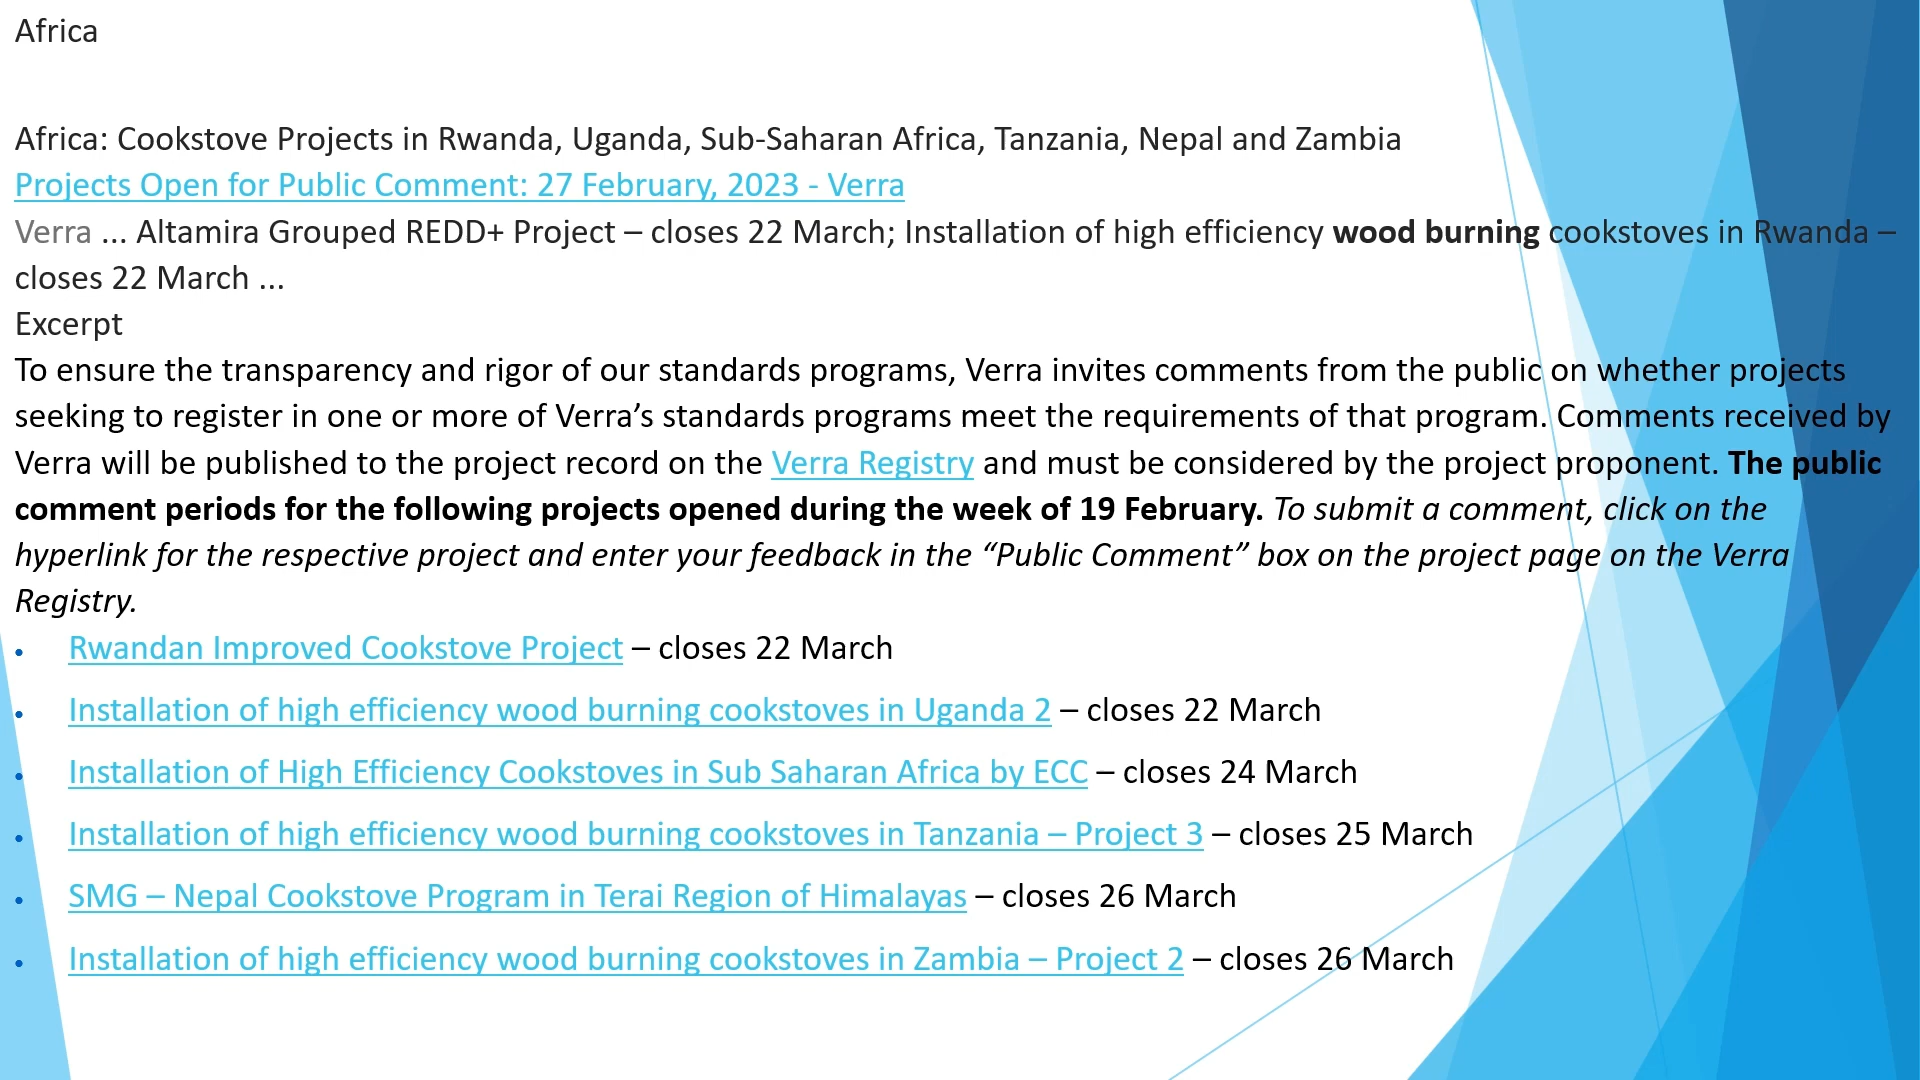 Africa
Africa: Cookstove Projects in Rwanda, Uganda, Sub-Saharan Africa, Tanzania, Nepal and Zambia
Projects Open for Public Comment: 27 February, 2023 - Verra
Verra ... Altamira Grouped REDD+ Project – closes 22 March; Installation of high efficiency wood burning cookstoves in Rwanda –
closes 22 March ...
Excerpt
To ensure the transparency and rigor of our standards programs, Verra invites comments from the public on whether projects
seeking to register in one or more of Verra’s standards programs meet the requirements of that program. Comments received by
Verra will be published to the project record on the Verra Registry and must be considered by the project proponent. The public
comment periods for the following projects opened during the week of 19 February. To submit a comment, click on the
hyperlink for the respective project and enter your feedback in the “Public Comment” box on the project page on the Verra
Registry.
• Rwandan Improved Cookstove Project – closes 22 March
• Installation of high efficiency wood burning cookstoves in Uganda 2 – closes 22 March
• Installation of High Efficiency Cookstoves in Sub Saharan Africa by ECC – closes 24 March
• Installation of high efficiency wood burning cookstoves in Tanzania – Project 3 – closes 25 March
• SMG – Nepal Cookstove Program in Terai Region of Himalayas – closes 26 March
• Installation of high efficiency wood burning cookstoves in Zambia – Project 2 – closes 26 March